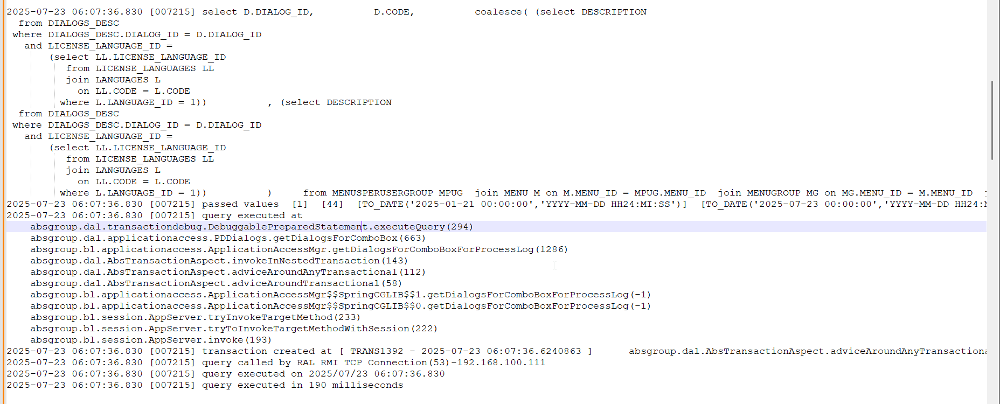 2025-07-23 06:07:36.830 [007215] select D.DIALOG_ID,          D.CODE,          coalesce( (select DESCRIPTION
  from DIALOGS_DESC
 where DIALOGS_DESC.DIALOG_ID = D.DIALOG_ID
   and LICENSE_LANGUAGE_ID =
       (select LL.LICENSE_LANGUAGE_ID
          from LICENSE_LANGUAGES LL
          join LANGUAGES L
            on LL.CODE = L.CODE
         where L.LANGUAGE_ID = 1))          , (select DESCRIPTION
  from DIALOGS_DESC
 where DIALOGS_DESC.DIALOG_ID = D.DIALOG_ID
   and LICENSE_LANGUAGE_ID =
       (select LL.LICENSE_LANGUAGE_ID
          from LICENSE_LANGUAGES LL
          join LANGUAGES L
            on LL.CODE = L.CODE
         where L.LANGUAGE_ID = 1))          )     from MENUSPERUSERGROUP MPUG  join MENU M on M.MENU_ID = MPUG.MENU_ID  join MENUGROUP MG on MG.MENU_ID = M.MENU_ID
2025-07-23 06:07:36.830 [007215] passed values  [1]  [44]  [TO_DATE('2025-01-21 00:00:00','YYYY-MM-DD HH24:MI:SS')]  [TO_DATE('2025-07-23 00:00:00','YYYY-MM-DD HH24:
2025-07-23 06:07:36.830 [007215] query executed at
    absgroup.dal.transactiondebug.DebuggablePreparedStatement.executeQuery(294)
    absgroup.dal.applicationaccess.PDDialogs.getDialogsForComboBox(663)
    absgroup.bl.applicationaccess.ApplicationAccessMgr.getDialogsForComboBoxForProcessLog(1286)
    absgroup.dal.AbsTransactionAspect.invokeInNestedTransaction(143)
    absgroup.dal.AbsTransactionAspect.adviceAroundAnyTransactional(112)
    absgroup.dal.AbsTransactionAspect.adviceAroundTransactional(58)
    absgroup.bl.applicationaccess.ApplicationAccessMgr$$SpringCGLIB$$1.getDialogsForComboBoxForProcessLog(-1)
    absgroup.bl.applicationaccess.ApplicationAccessMgr$$SpringCGLIB$$0.getDialogsForComboBoxForProcessLog(-1)
    absgroup.bl.session.AppServer.tryInvokeTargetMethod(233)
    absgroup.bl.session.AppServer.tryToInvokeTargetMethodWithSession(222)
    absgroup.bl.session.AppServer.invoke(193)
2025-07-23 06:07:36.830 [007215] transaction created at [ TRANS1392 - 2025-07-23 06:07:36.6240863 ]      absgroup.dal.AbsTransactionAspect.adviceAroundAnyTransactiona
2025-07-23 06:07:36.830 [007215] query called by RAL RMI TCP Connection(53)-192.168.100.111
2025-07-23 06:07:36.830 [007215] query executed on 2025/07/23 06:07:36.830
2025-07-23 06:07:36.830 [007215] query executed in 190 milliseconds